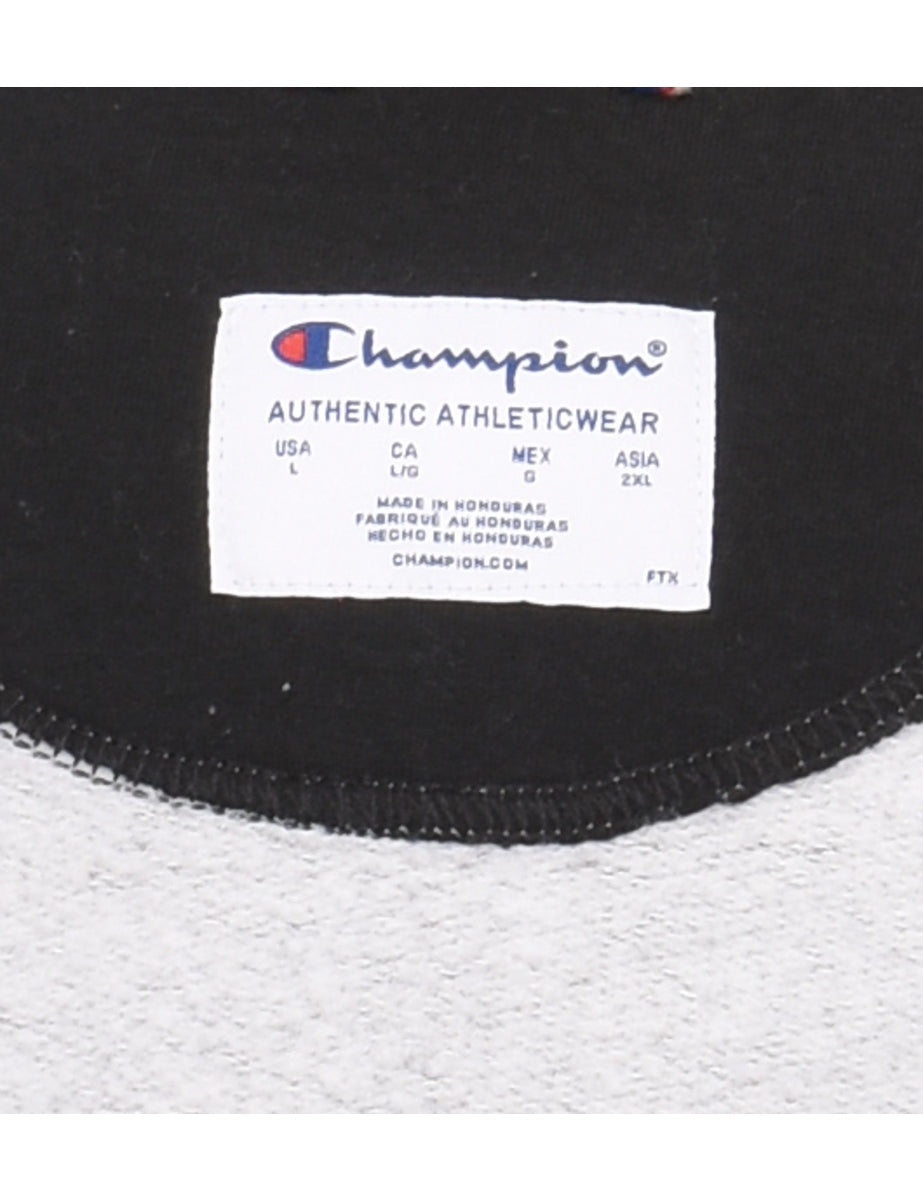 Champion®
AUTHENTIC ATHLETICWEAR
USA CA MEX ASIA
L L/G G 2XL
MADE IN HONDURAS
FABRIQUÉ AU HONDURAS
HECHO EN HONDURAS
CHAMPION.COM
FTX